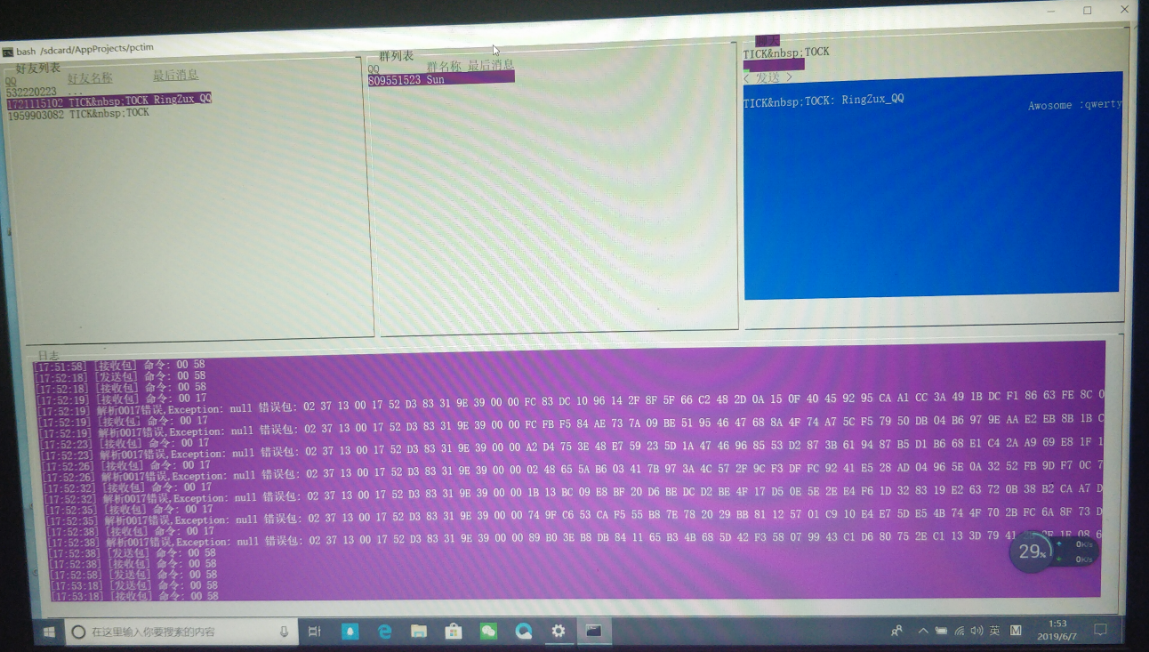 bash /sdcard/AppProjects/pctim
好友列表
QQ 好友名称 最后消息
532220223 ...
1721115102 TICK&nbsp;TOCK RingZux_QQ
1959903082 TICK&nbsp;TOCK
群列表
QQ 群名称 最后消息
809551523 Sun
聊天
TICK&nbsp;TOCK
< 发送 >
TICK&nbsp;TOCK: RingZux_QQ
Awosome :qwerty
日志
[17:51:58] [接收包] 命令: 00 58
[17:52:18] [发送包] 命令: 00 58
[17:52:18] [接收包] 命令: 00 58
[17:52:19] [接收包] 命令: 00 17
[17:52:19] 解析0017错误,Exception: null 错误包: 02 37 13 00 17 52 D3 83 31 9E 39 00 00 FC 83 DC 10 96 14 2F 8F 5F 66 C2 48 2D 0A 15 0F 40 45 92 95 CA A1 CC 3A 49 1B DC F1 86 63 FE 8C 0
[17:52:19] [接收包] 命令: 00 17
[17:52:19] 解析0017错误,Exception: null 错误包: 02 37 13 00 17 52 D3 83 31 9E 39 00 00 FC FB F5 84 AE 73 7A 09 BE 51 95 46 47 68 8A 4F 74 A7 5C F5 79 50 DB 04 B6 97 9E AA E2 EB 8B 1B C
[17:52:23] [接收包] 命令: 00 17
[17:52:23] 解析0017错误,Exception: null 错误包: 02 37 13 00 17 52 D3 83 31 9E 39 00 00 A2 D4 75 3E 48 E7 59 23 5D 1A 47 46 96 85 53 D2 87 3B 61 94 87 B5 D1 B6 68 E1 C4 2A A9 69 E8 1F 1
[17:52:26] [接收包] 命令: 00 17
[17:52:26] 解析0017错误,Exception: null 错误包: 02 37 13 00 17 52 D3 83 31 9E 39 00 00 02 48 65 5A B6 03 41 7B 97 3A 4C 57 2F 9C F3 DF FC 92 41 E5 28 AD 04 96 5E 0A 32 52 FB 9D F7 0C 7
[17:52:32] [接收包] 命令: 00 17
[17:52:32] 解析0017错误,Exception: null 错误包: 02 37 13 00 17 52 D3 83 31 9E 39 00 00 1B 13 BC 09 E8 BF 20 D6 BE DC D2 BE 4F 17 D5 0E 5E 2E E4 F6 1D 32 83 19 E2 63 72 0B 38 B2 CA A7 D
[17:52:35] [接收包] 命令: 00 17
[17:52:35] 解析0017错误,Exception: null 错误包: 02 37 13 00 17 52 D3 83 31 9E 39 00 00 74 9F C6 53 CA F5 55 B8 7E 78 20 29 BB 81 12 57 01 C9 10 E4 E7 5D E5 4B 74 4F 70 2B FC 6A 8F 73 D
[17:52:38] [接收包] 命令: 00 17
[17:52:38] 解析0017错误,Exception: null 错误包: 02 37 13 00 17 52 D3 83 31 9E 39 00 00 89 B0 3E B8 DB 84 11 65 B3 4B 68 5D 42 F3 58 07 99 43 C1 D6 80 75 2E C1 13 3D 79 41
[17:52:38] [发送包] 命令: 00 58
[17:52:38] [接收包] 命令: 00 58
[17:52:58] [发送包] 命令: 00 58
[17:53:18] [发送包] 命令: 00 58
[17:53:18] [接收包] 命令: 00 58
29%
在这里输入你要搜索的内容
英
M
1:53
2019/6/7